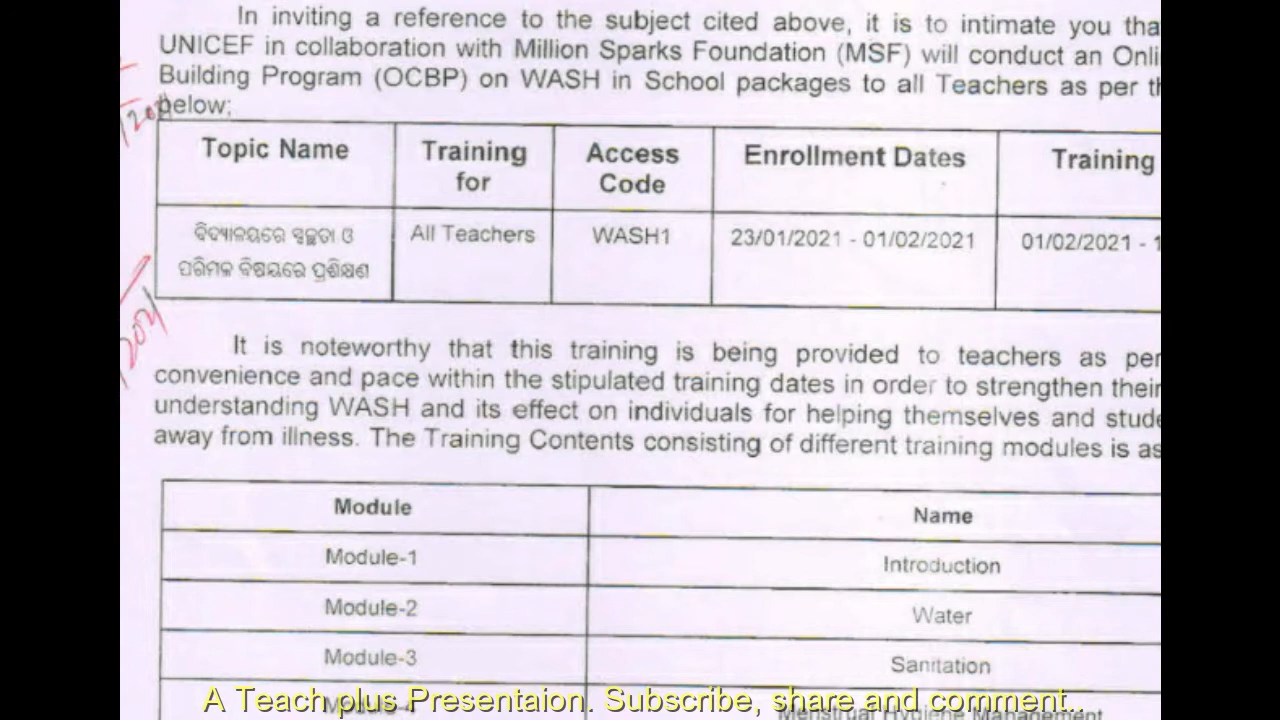 In inviting a reference to the subject cited above, it is to intimate you tha
UNICEF in collaboration with Million Sparks Foundation (MSF) will conduct an Onli
Building Program (OCBP) on WASH in School packages to all Teachers as per th
below;
Topic Name
Training for
Access Code
Enrollment Dates
Training
ବିଦ୍ୟାଳୟରେ ସ୍ୱଚ୍ଛତା ଓ
ପରିମଳ ବିଷୟରେ ପ୍ରଶିକ୍ଷଣ
All Teachers
WASH1
23/01/2021 - 01/02/2021
01/02/2021 - 1
It is noteworthy that this training is being provided to teachers as per
convenience and pace within the stipulated training dates in order to strengthen their
understanding WASH and its effect on individuals for helping themselves and stude
away from illness. The Training Contents consisting of different training modules is as
Module
Name
Module-1
Introduction
Module-2
Water
Module-3
Sanitation
Module-4
Menstrual Hygiene Management
A Teach plus Presentaion. Subscribe, share and comment..